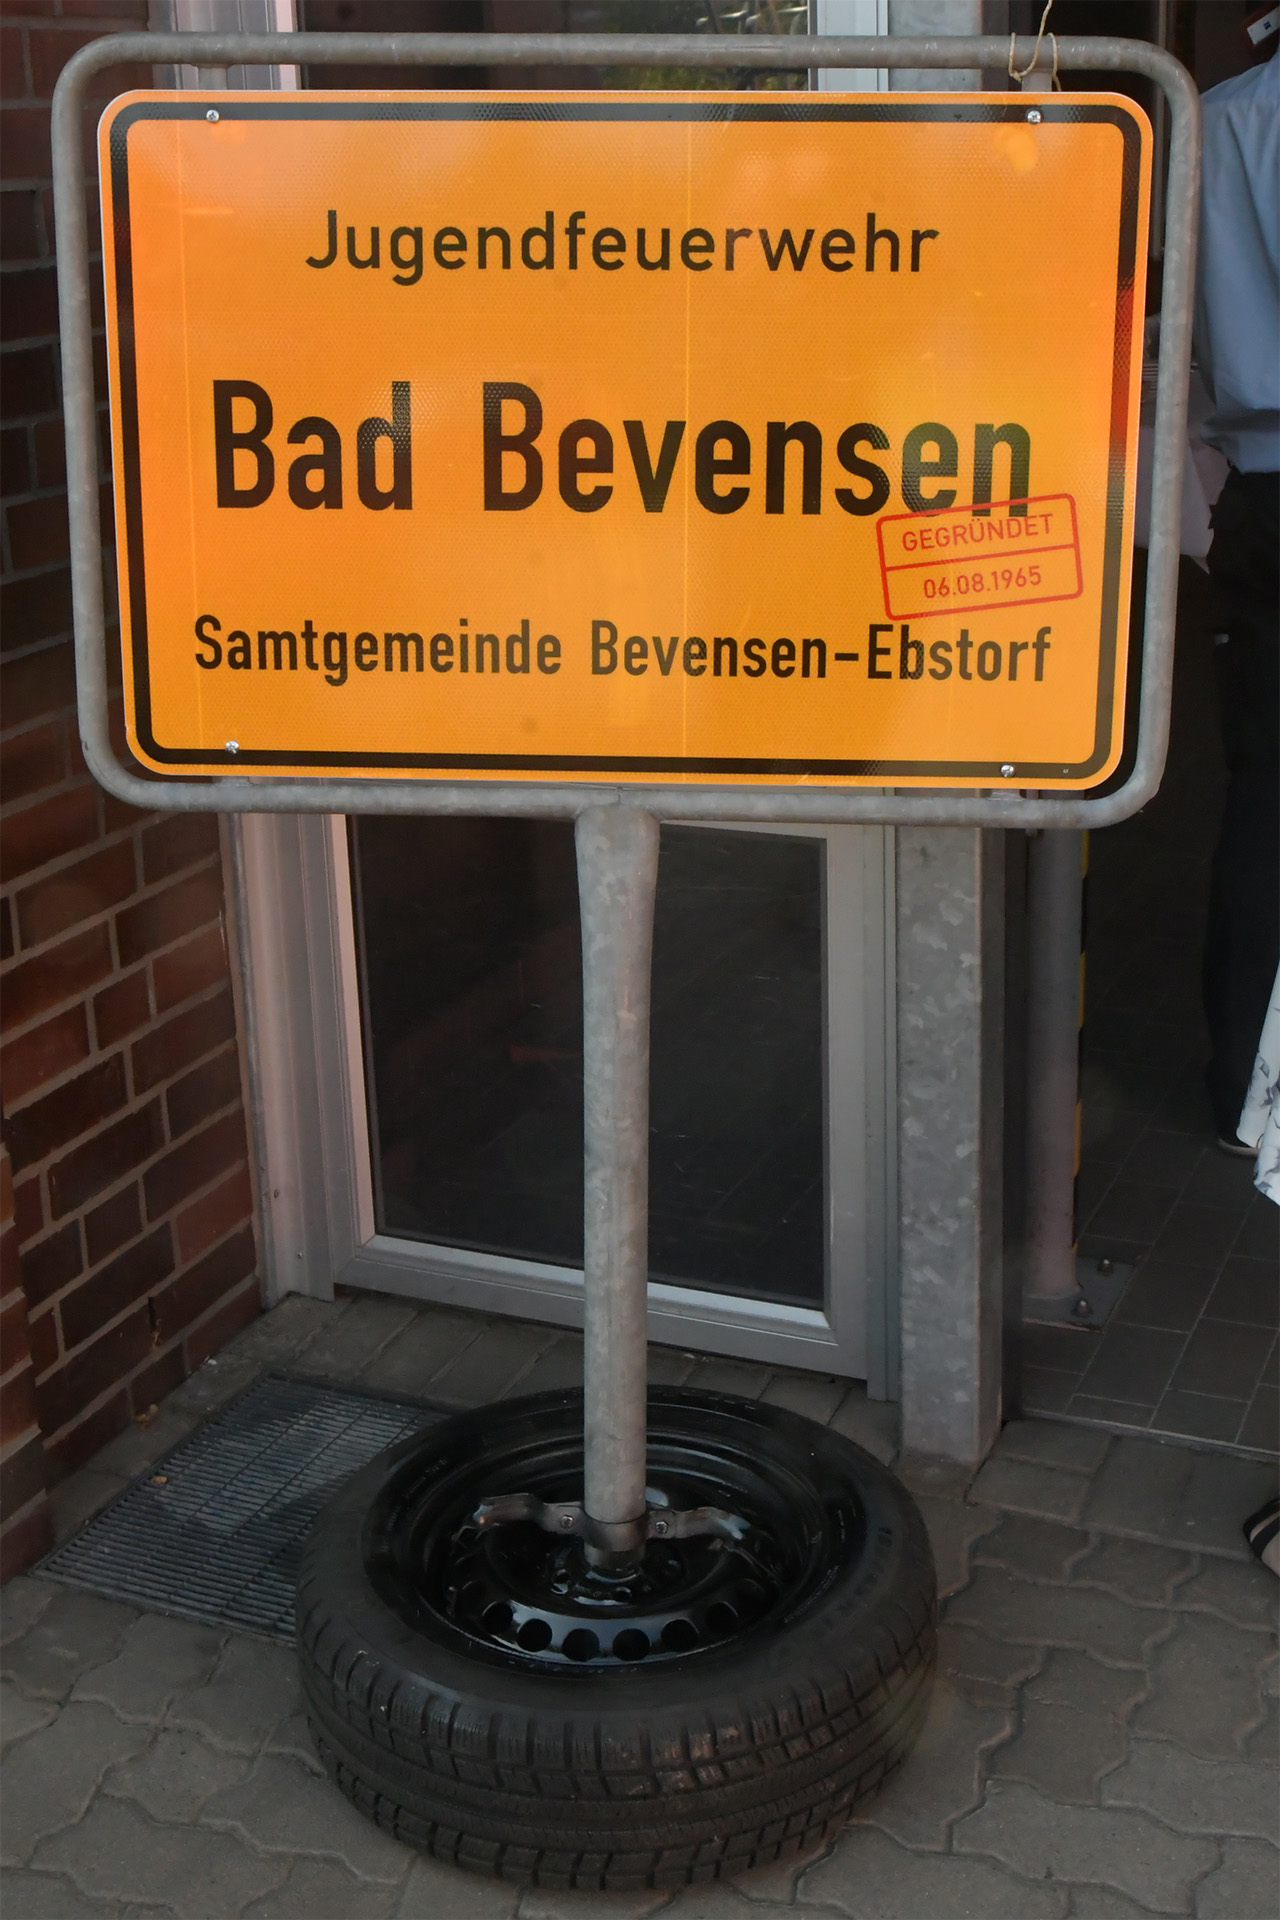 Jugendfeuerwehr
Bad Bevensen
GEGRÜNDET
06.08.1965
Samtgemeinde Bevensen-Ebstorf